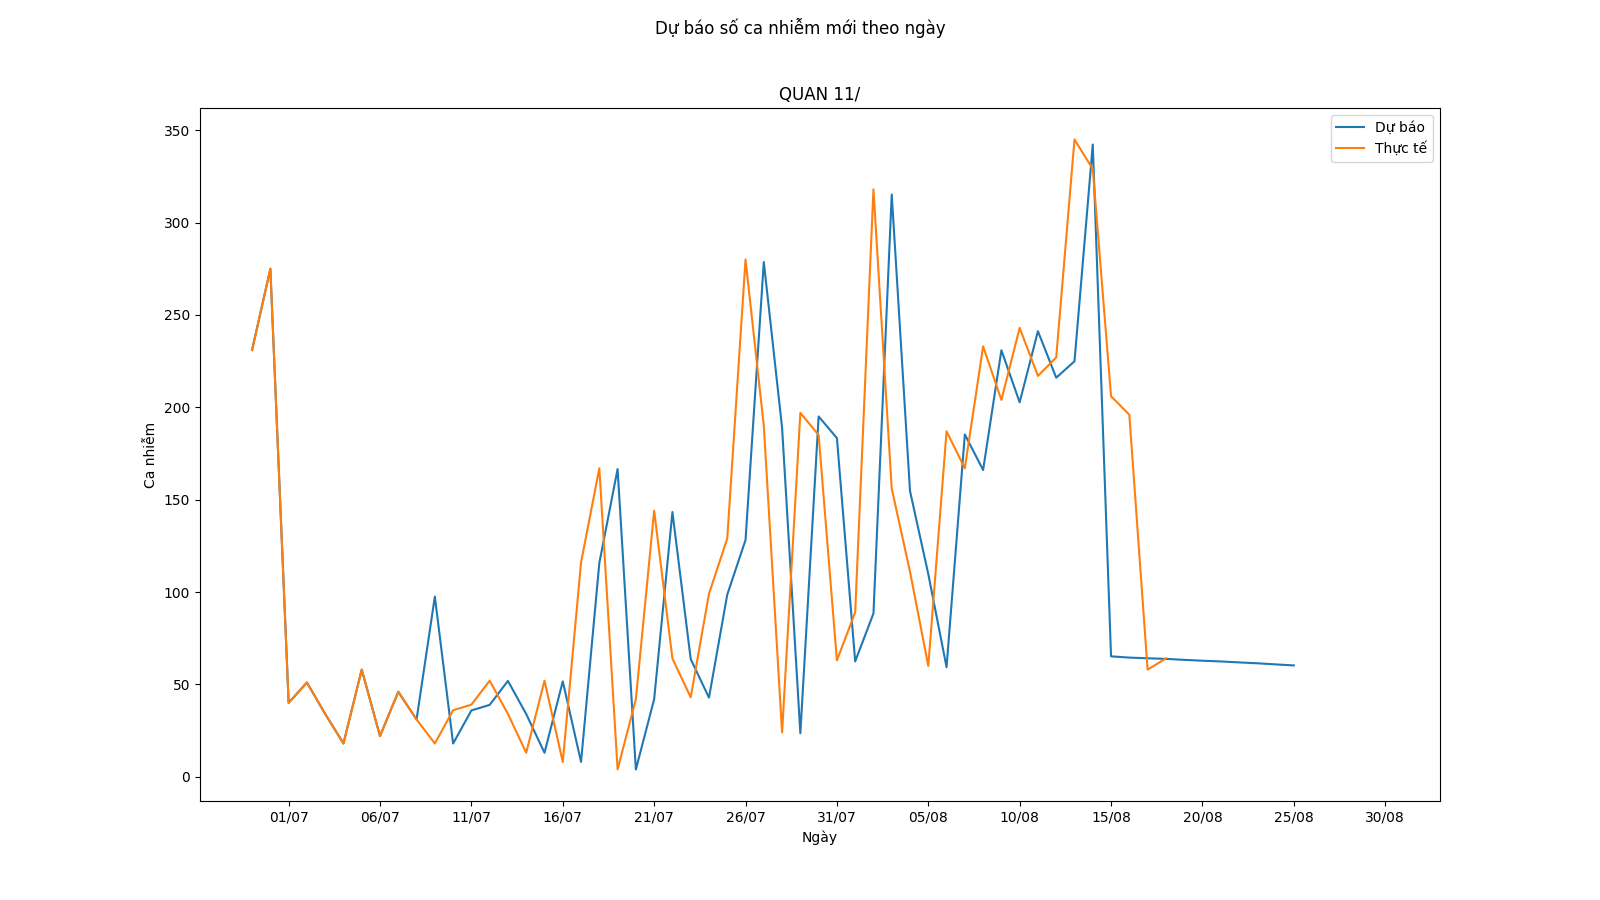 Dự báo số ca nhiễm mới theo ngày
QUAN 11/
Dự báo
Thực tế
350
300
250
200
150
100
50
0
Ca nhiễm
01/07 06/07 11/07 16/07 21/07 26/07 31/07 05/08 10/08 15/08 20/08 25/08 30/08
Ngày